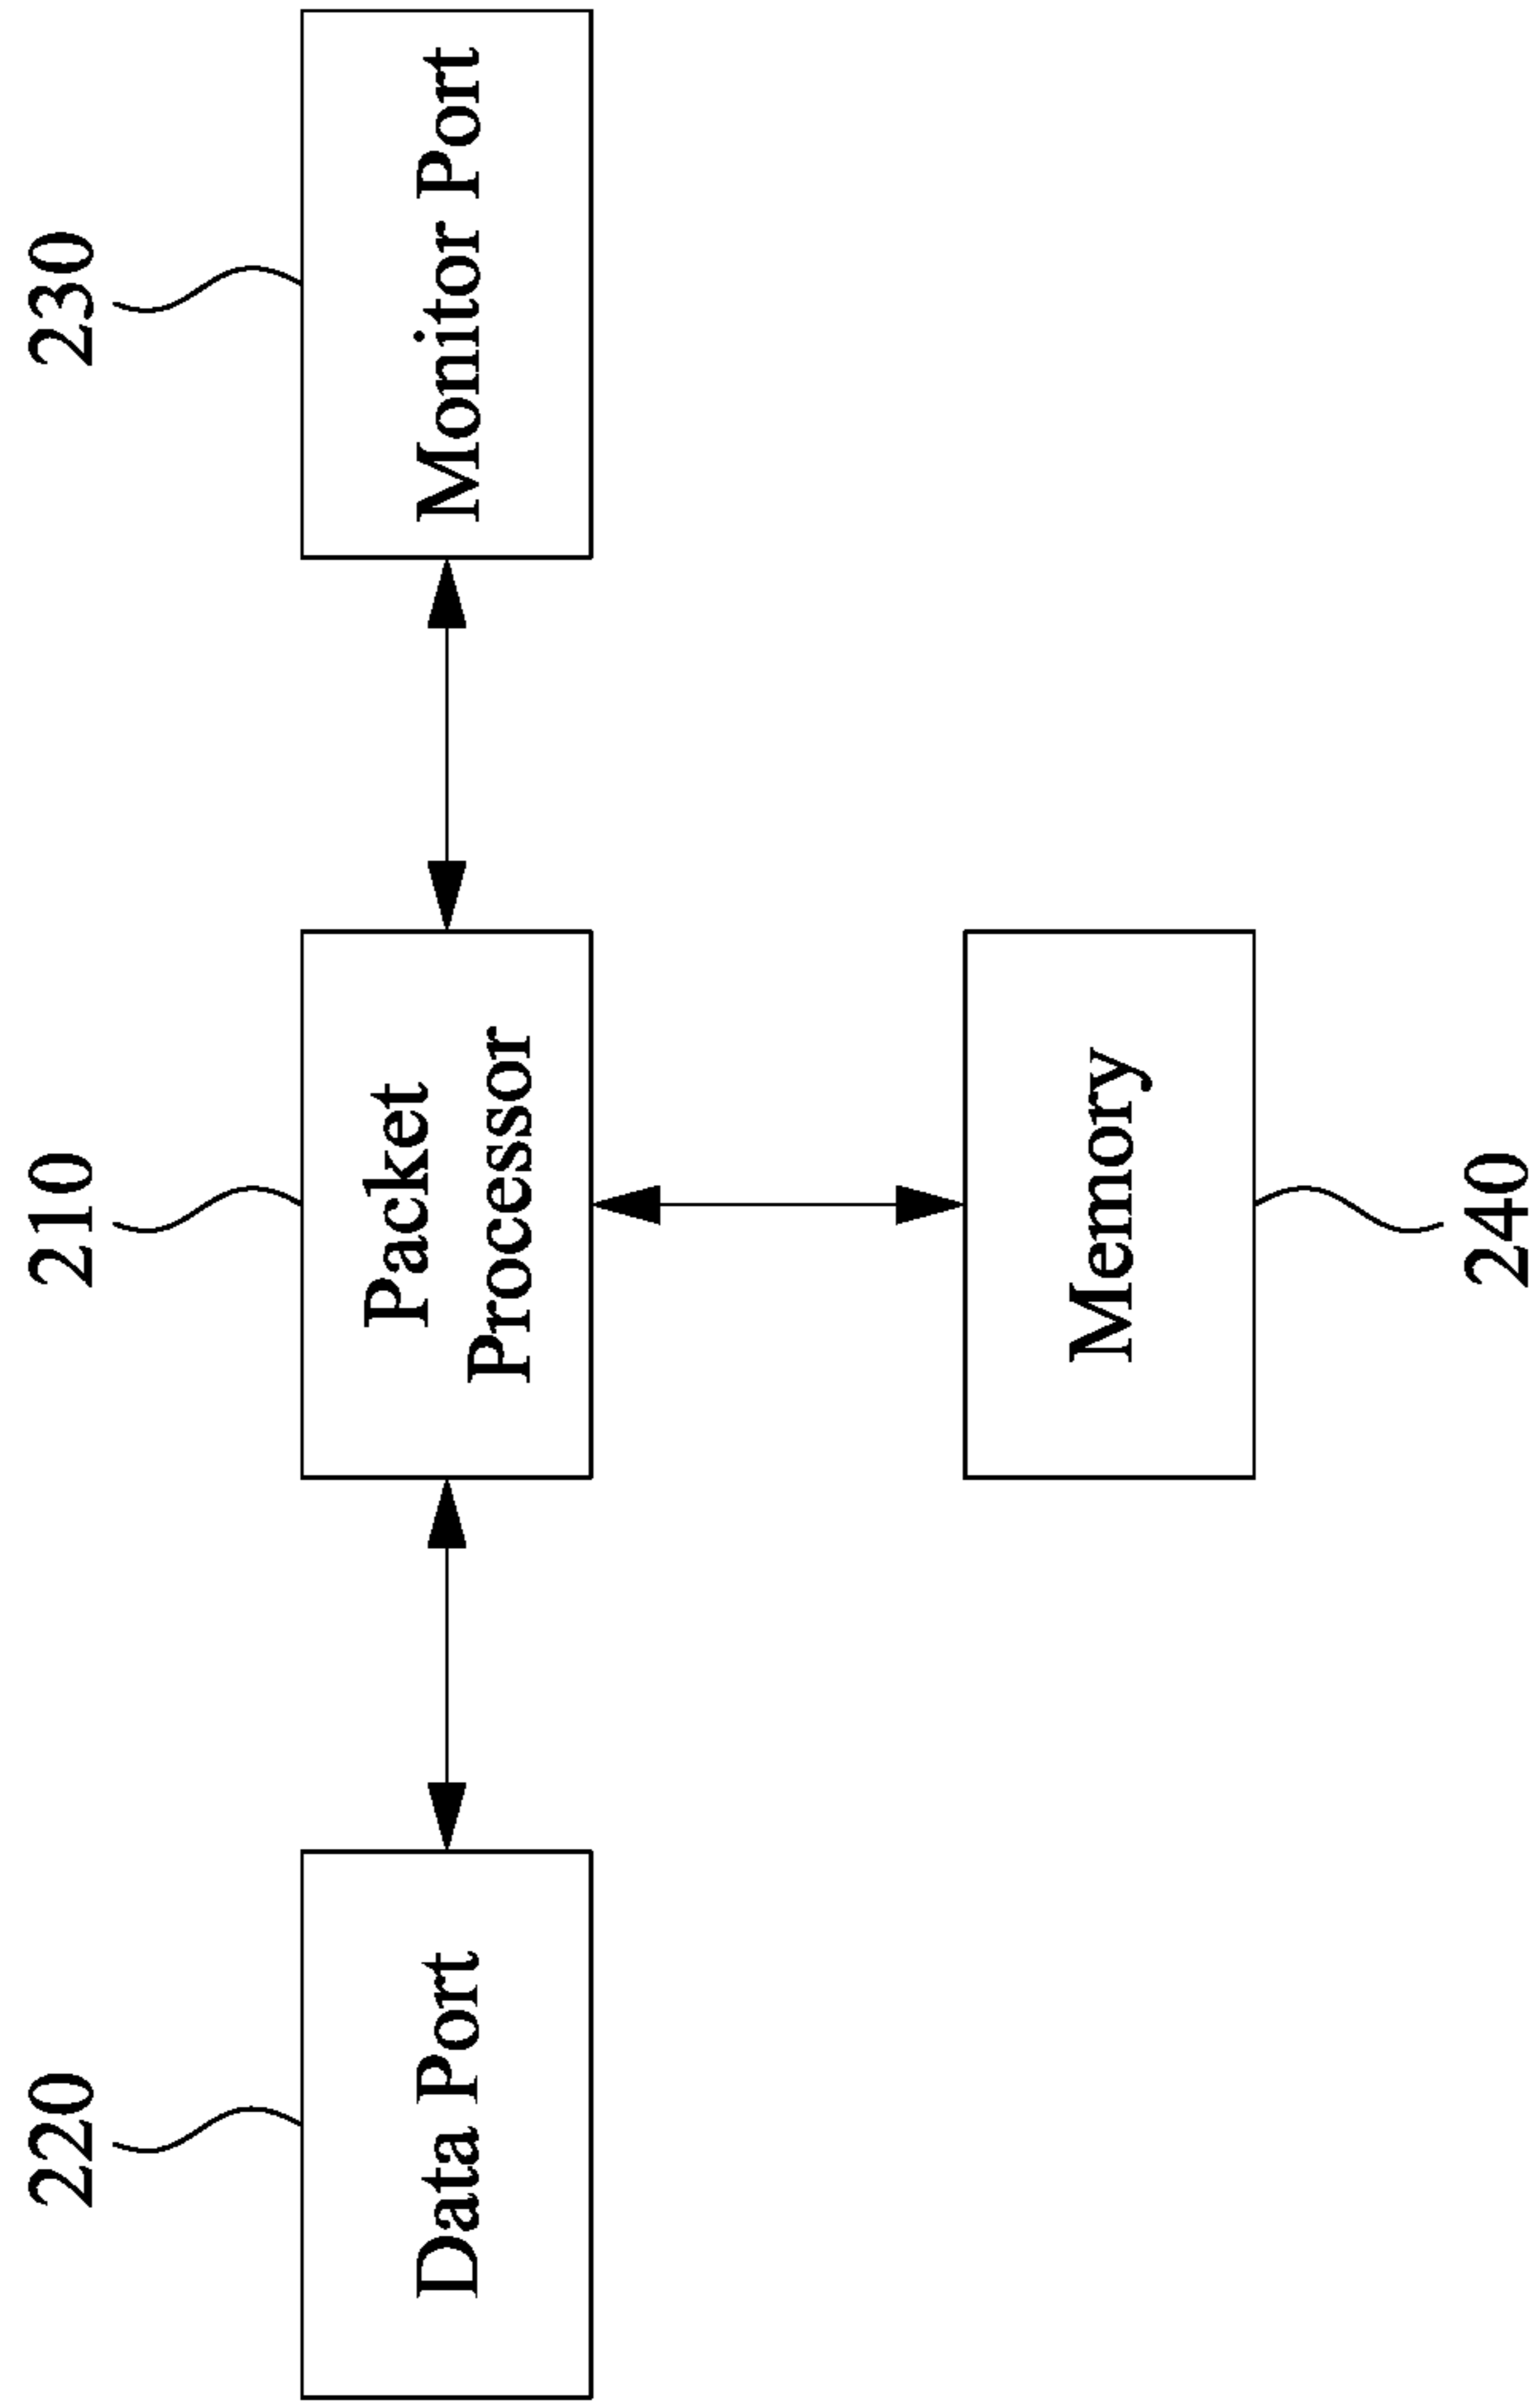 220
210
230
Data Port
Packet
Processor
Monitor Port
Memory
240